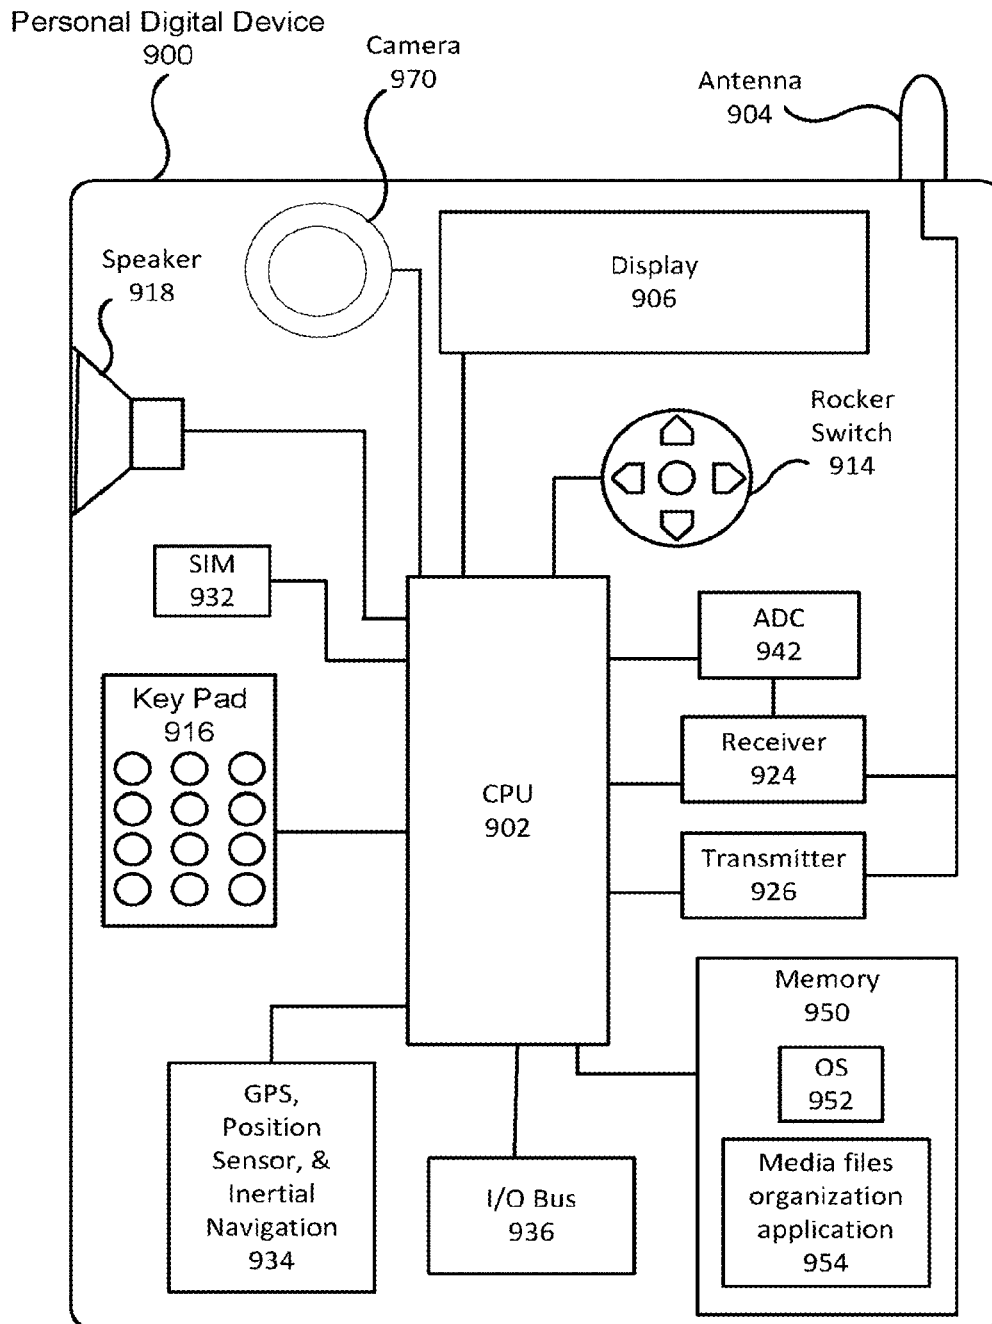 Personal Digital Device
900
Camera
970
Antenna
904
Speaker
918
Display
906
Rocker
Switch
914
SIM
932
ADC
942
Key Pad
916
Receiver
924
CPU
902
Transmitter
926
Memory
950
OS
952
GPS,
Position
Sensor, &
Inertial
Navigation
934
I/O Bus
936
Media files
organization
application
954